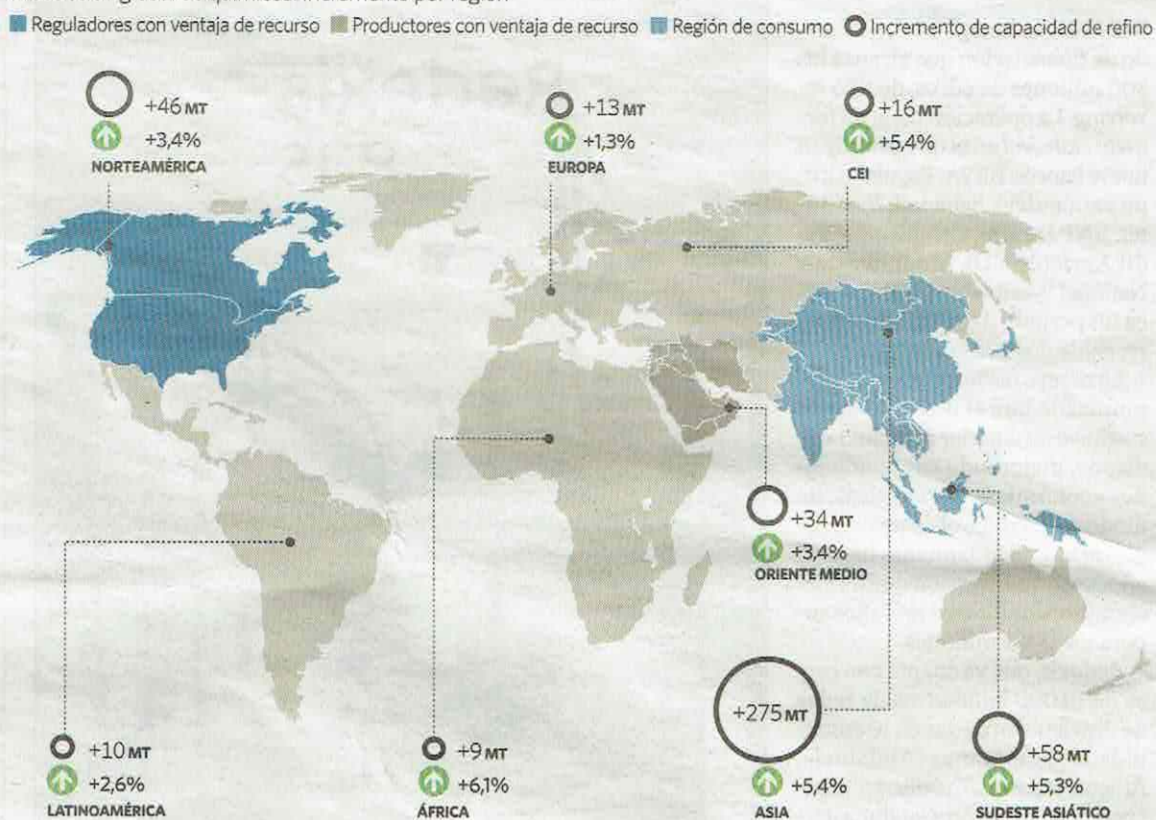 Reguladores con ventaja de recurso Productores con ventaja de recurso Región de consumo Incremento de capacidad de refino
+46 MT
+3,4%
NORTEAMÉRICA
+13 MT
+1,3%
EUROPA
+16 MT
+5,4%
CEI
+34 MT
+3,4%
ORIENTE MEDIO
+10 MT
+2,6%
LATINOAMÉRICA
+9 MT
+6,1%
ÁFRICA
+275 MT
+5,4%
ASIA
+58 MT
+5,3%
SUDESTE ASIÁTICO